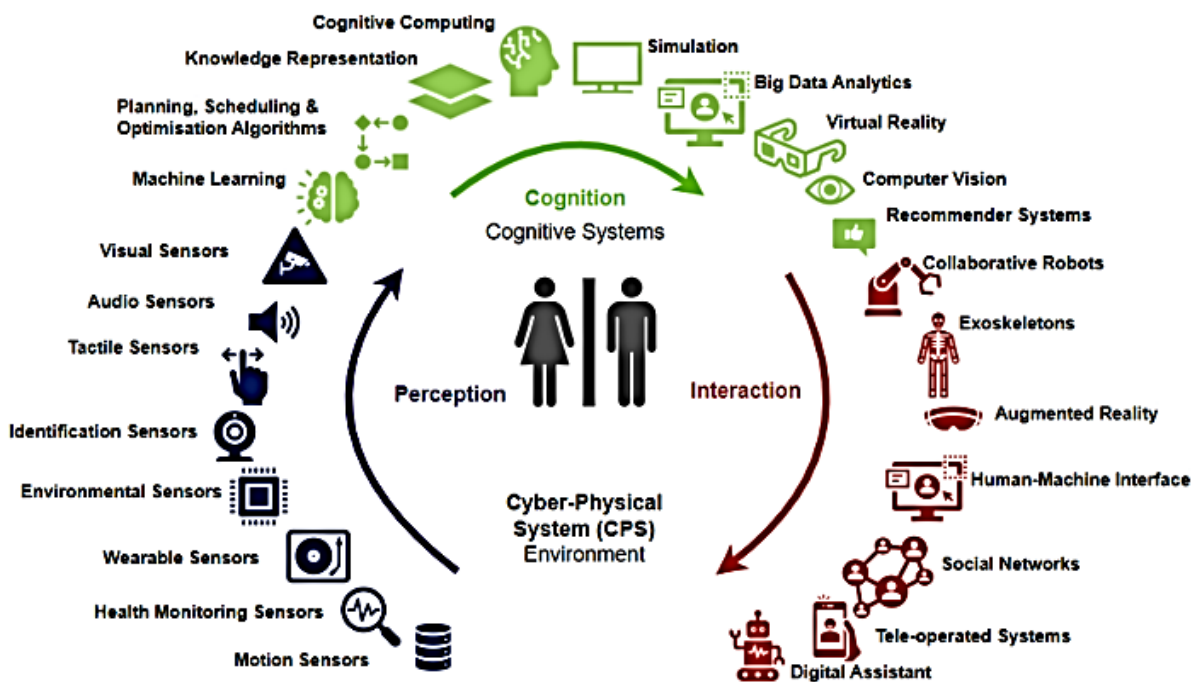 Cognitive Computing
Knowledge Representation
Planning, Scheduling &
Optimisation Algorithms
Machine Learning
Simulation
Big Data Analytics
Virtual Reality
Computer Vision
Recommender Systems
Cognition
Cognitive Systems
Visual Sensors
Audio Sensors
Tactile Sensors
Identification Sensors
Environmental Sensors
Wearable Sensors
Health Monitoring Sensors
Motion Sensors
Perception
Interaction
Cyber-Physical
System (CPS)
Environment
Collaborative Robots
Exoskeletons
Augmented Reality
Human-Machine Interface
Social Networks
Tele-operated Systems
Digital Assistant